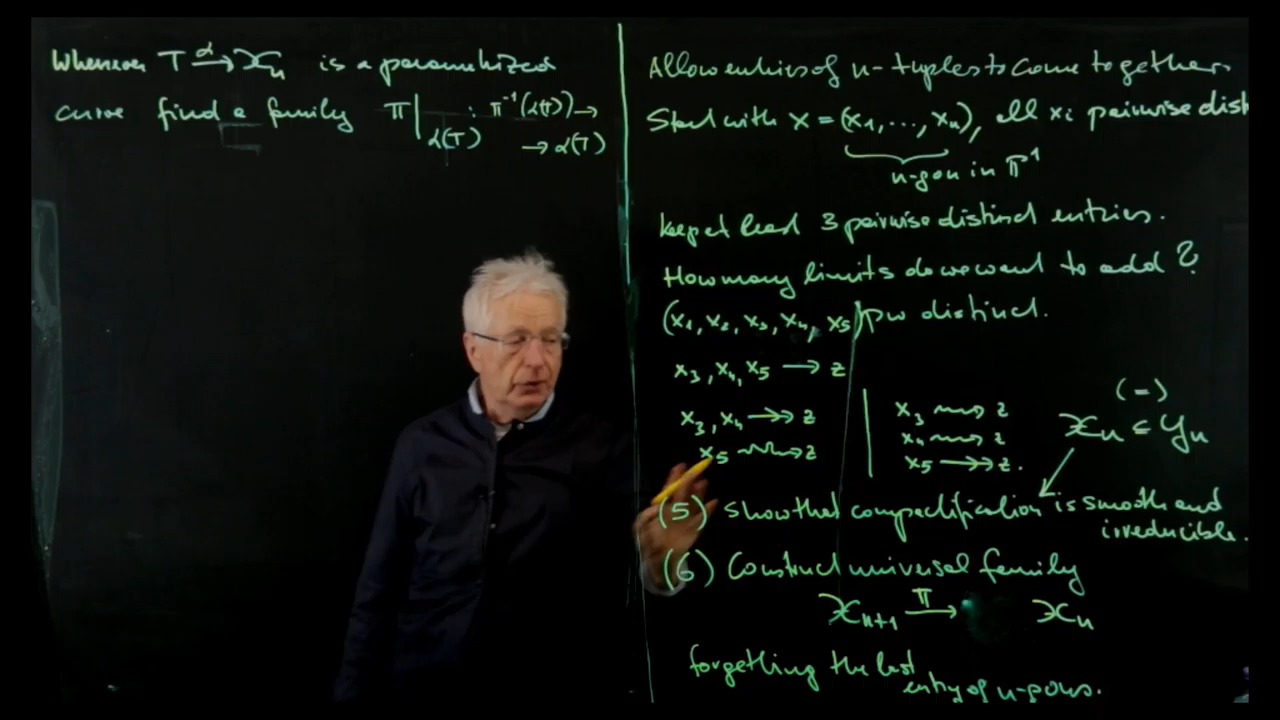 Whenever T →α 𝒳n is a parametrized
curve find a family π|α(T) : π⁻¹(α(T)) →
→ α(T)
Allow entries of n-tuples to come together.
Start with x = (x1, ..., xn), all xi pairwise dist
n-gon in ℙ¹
keep at least 3 pairwise distinct entries.
How many limits do we want to add ?
(x1, x2, x3, x4, x5) pw distinct.
x3, x4, x5 → z
x3, x4 →→ z
x5 ⇝ z
x3 ⇝ z
x4 ⇝ z
x5 →→ z.
(=)
𝒳n ⊆ Yn
(5) Show that compactification is smooth and
irreducible.
(6) Construct universal family
𝒳n+1 →π 𝒳n
forgetting the last
entry of n-gons.